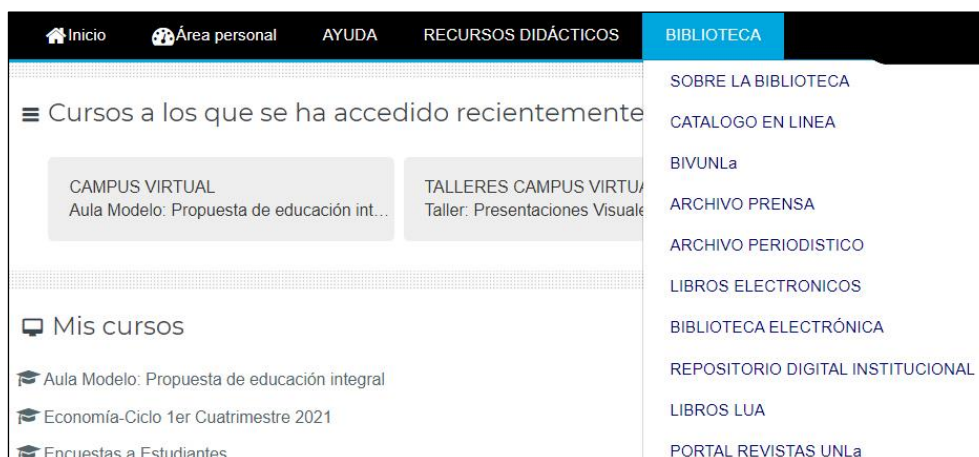 Inicio Área personal AYUDA RECURSOS DIDÁCTICOS BIBLIOTECA
Cursos a los que se ha accedido recientemente
CAMPUS VIRTUAL
Aula Modelo: Propuesta de educación int...
TALLERES CAMPUS VIRTUA
Taller: Presentaciones Visuale
Mis cursos
Aula Modelo: Propuesta de educación integral
Economía-Ciclo 1er Cuatrimestre 2021
Encuestas a Estudiantes
SOBRE LA BIBLIOTECA
CATALOGO EN LINEA
BIVUNLa
ARCHIVO PRENSA
ARCHIVO PERIODISTICO
LIBROS ELECTRONICOS
BIBLIOTECA ELECTRÓNICA
REPOSITORIO DIGITAL INSTITUCIONAL
LIBROS LUA
PORTAL REVISTAS UNLa